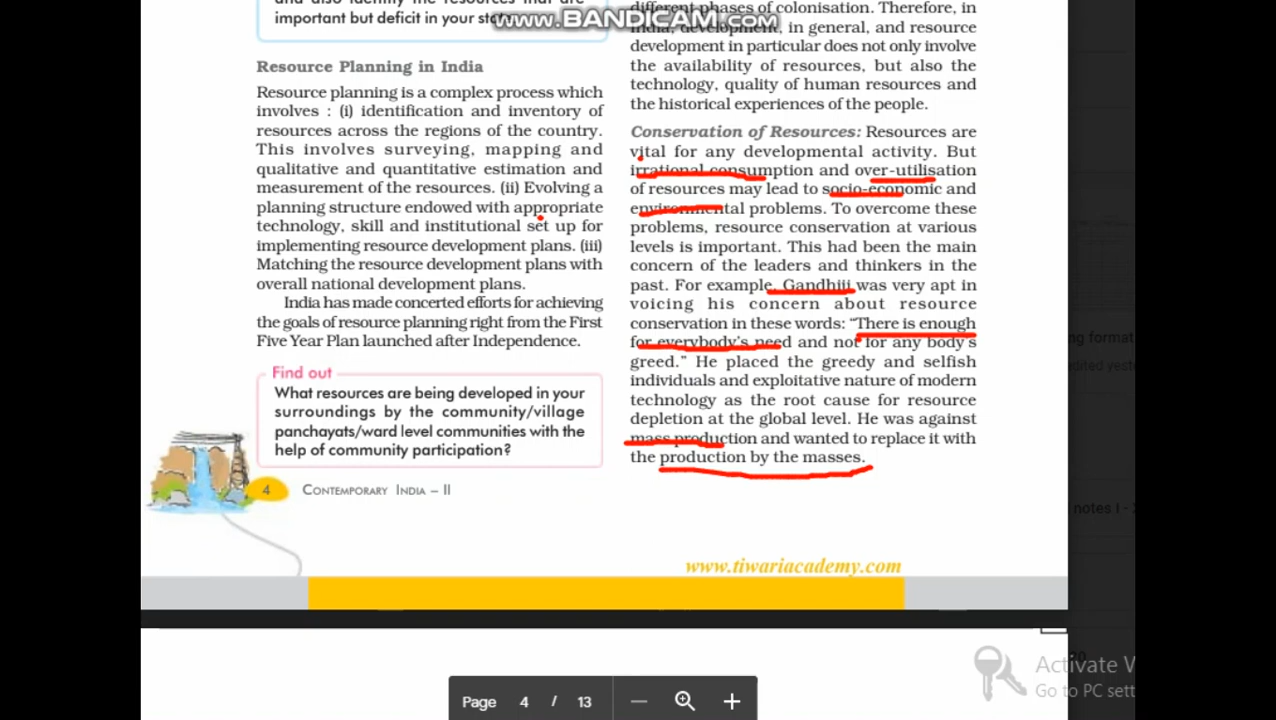 and also identify the resources that are
important but deficit in your state.
www.BANDICAM.com
Resource Planning in India
Resource planning is a complex process which
involves : (i) identification and inventory of
resources across the regions of the country.
This involves surveying, mapping and
qualitative and quantitative estimation and
measurement of the resources. (ii) Evolving a
planning structure endowed with appropriate
technology, skill and institutional set up for
implementing resource development plans. (iii)
Matching the resource development plans with
overall national development plans.
India has made concerted efforts for achieving
the goals of resource planning right from the First
Five Year Plan launched after Independence.
Find out
What resources are being developed in your
surroundings by the community/village
panchayats/ward level communities with the
help of community participation?
4 CONTEMPORARY INDIA – II
different phases of colonisation. Therefore, in
India, development, in general, and resource
development in particular does not only involve
the availability of resources, but also the
technology, quality of human resources and
the historical experiences of the people.
Conservation of Resources: Resources are
vital for any developmental activity. But
irrational consumption and over-utilisation
of resources may lead to socio-economic and
environmental problems. To overcome these
problems, resource conservation at various
levels is important. This had been the main
concern of the leaders and thinkers in the
past. For example, Gandhiji was very apt in
voicing his concern about resource
conservation in these words: “There is enough
for everybody’s need and not for any body’s
greed.” He placed the greedy and selfish
individuals and exploitative nature of modern
technology as the root cause for resource
depletion at the global level. He was against
mass production and wanted to replace it with
the production by the masses.
www.tiwariacademy.com
ng format
dited yest
notes I -
Activate W
Go to PC sett
Page 4 / 13